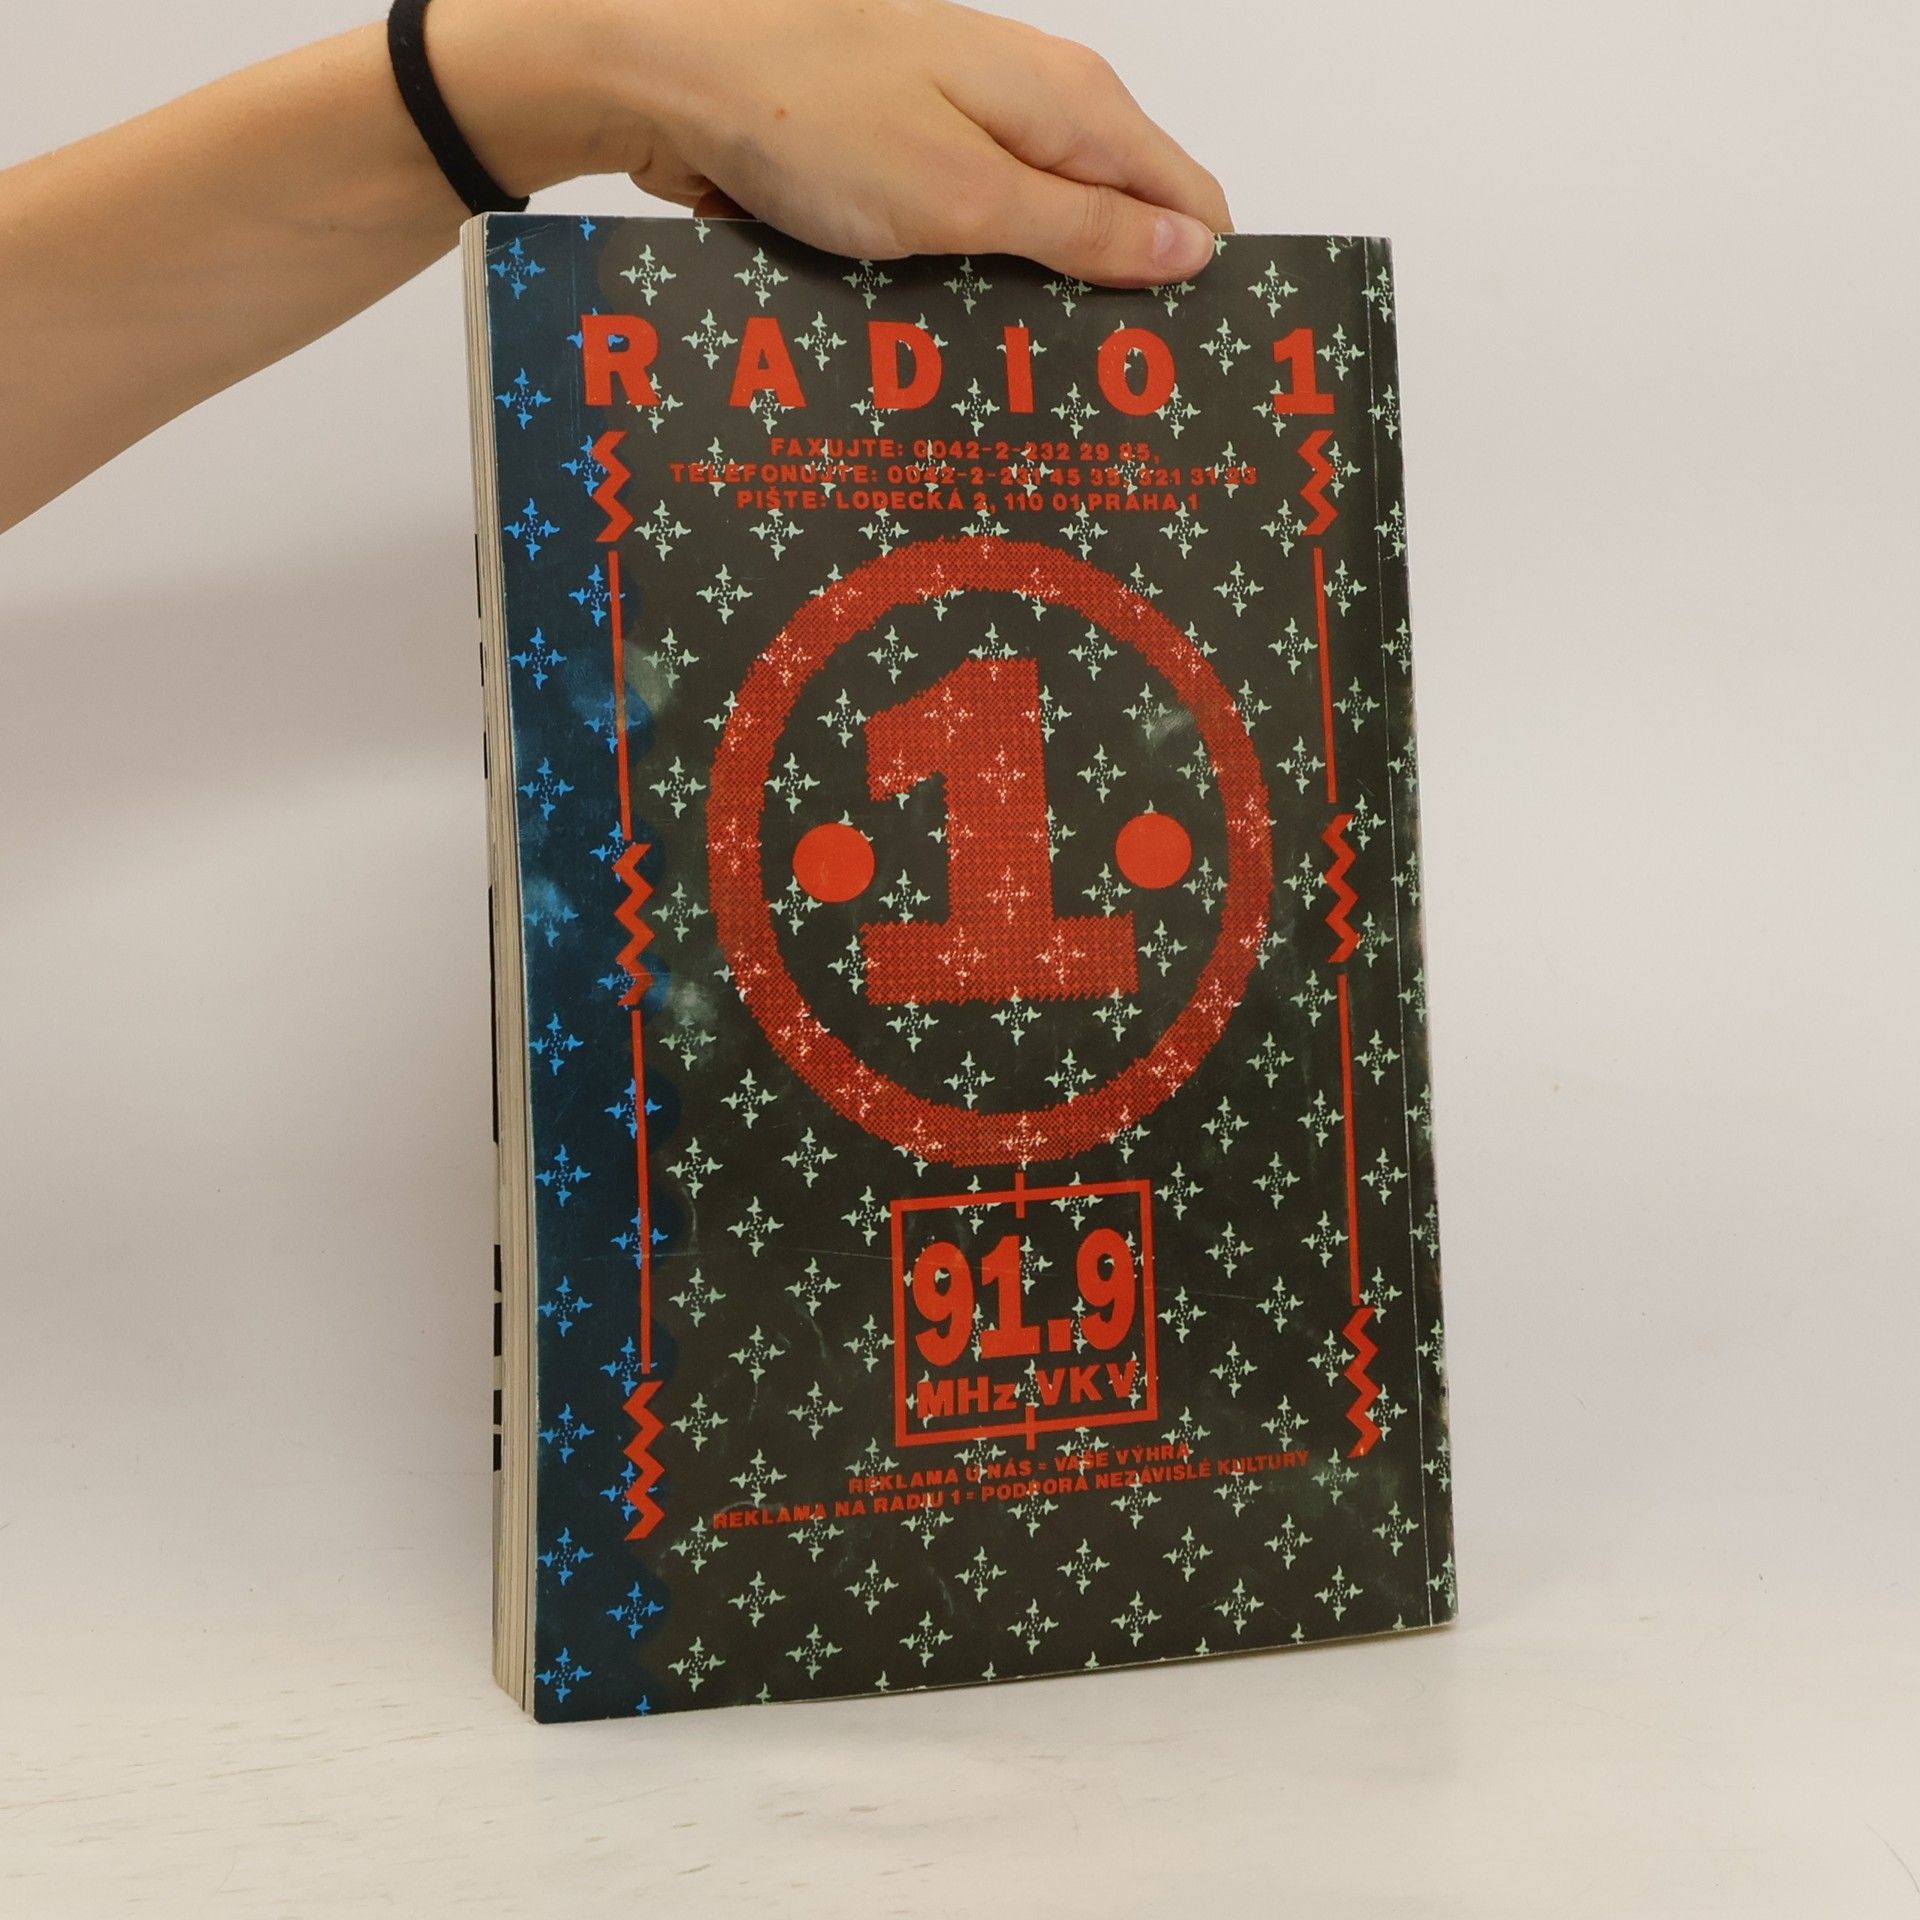 RADIO 1
FAXUJTE: 0042-2-232 29 85,
TELEFONUJTE: 0042-2-231 45 35, 321 31 23
PIŠTE: LODECKÁ 2, 110 01 PRAHA 1
1
91.9
MHz VKV
REKLAMA U NÁS = VAŠE VÝHRA
REKLAMA NA RADIU 1 = PODPORA NEZÁVISLÉ KULTURY